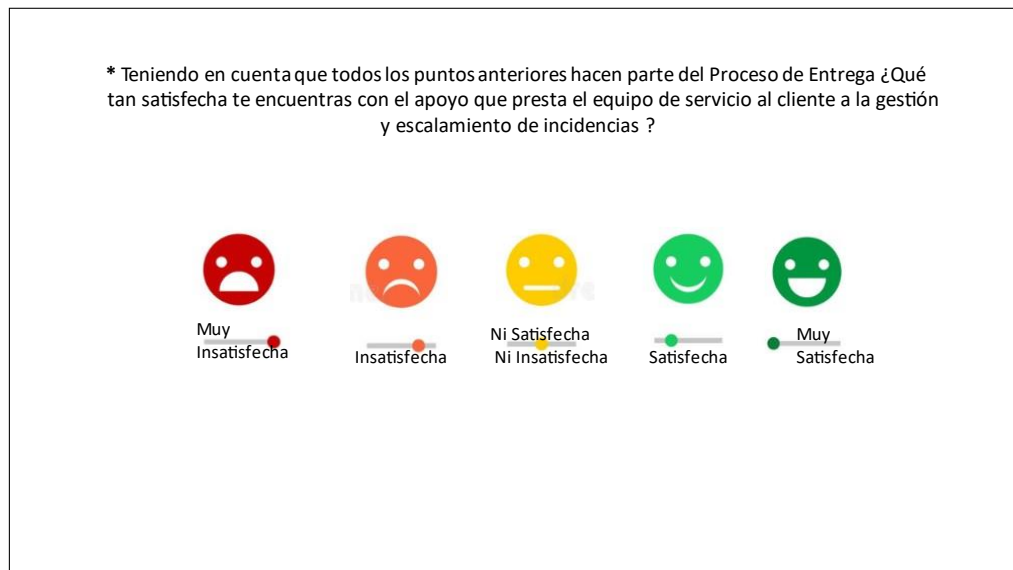 * Teniendo en cuenta que todos los puntos anteriores hacen parte del Proceso de Entrega ¿Qué
tan satisfecha te encuentras con el apoyo que presta el equipo de servicio al cliente a la gestión
y escalamiento de incidencias ?
Muy
Insatisfecha
Insatisfecha
Ni Satisfecha
Ni Insatisfecha
Satisfecha
Muy
Satisfecha